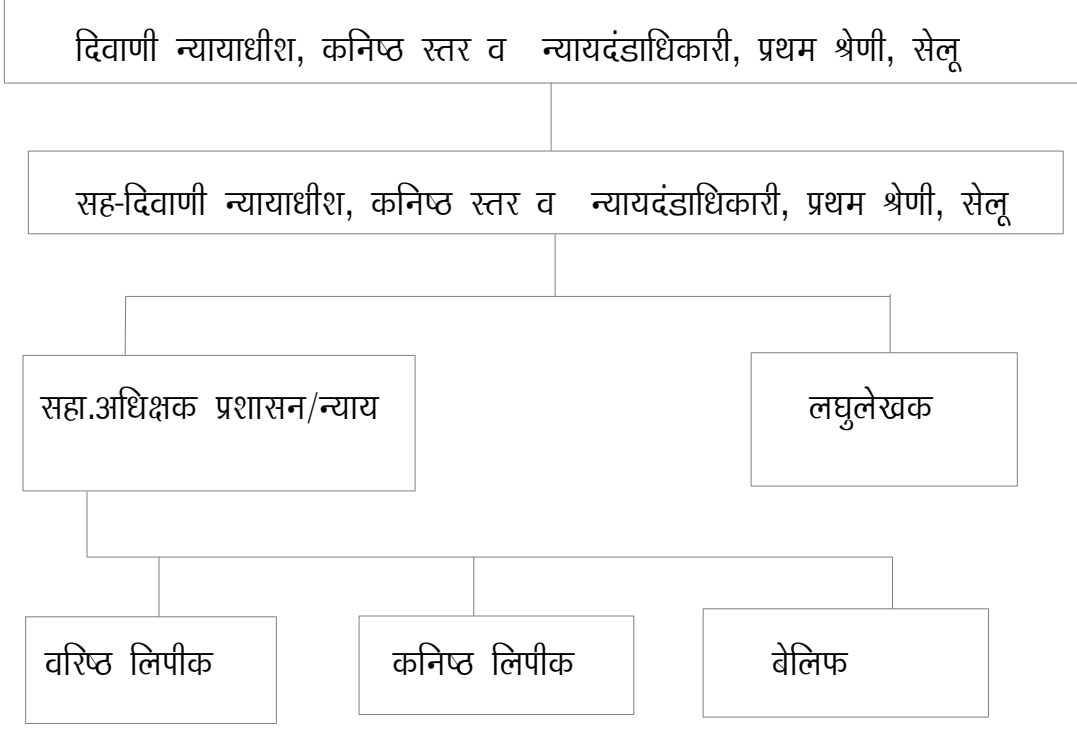 दिवाणी न्यायाधीश, कनिष्ठ स्तर व न्यायदंडाधिकारी, प्रथम श्रेणी, सेलू
सह-दिवाणी न्यायाधीश, कनिष्ठ स्तर व न्यायदंडाधिकारी, प्रथम श्रेणी, सेलू
सहा.अधिक्षक प्रशासन/न्याय
लघुलेखक
वरिष्ठ लिपीक
कनिष्ठ लिपीक
बेलिफ